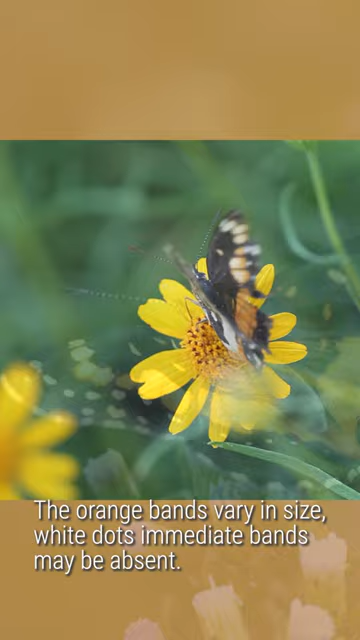 The orange bands vary in size,
white dots immediate bands
may be absent.